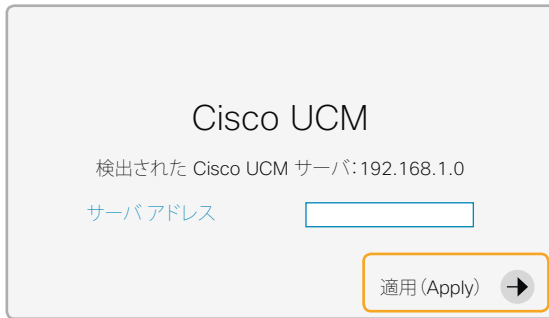 Cisco UCM
検出された Cisco UCM サーバ：192.168.1.0
サーバ アドレス
適用（Apply）